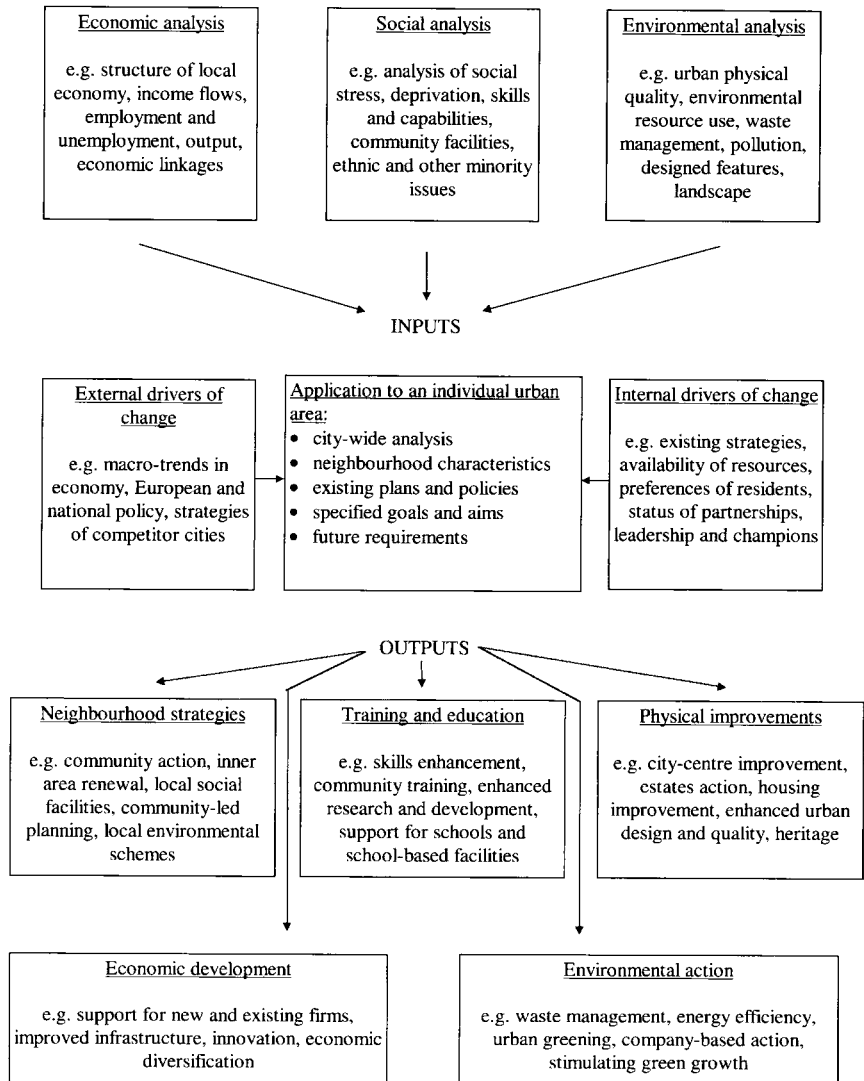 Economic analysis
e.g. structure of local
economy, income flows,
employment and
unemployment, output,
economic linkages
Social analysis
e.g. analysis of social
stress, deprivation, skills
and capabilities,
community facilities,
ethnic and other minority
issues
Environmental analysis
e.g. urban physical
quality, environmental
resource use, waste
management, pollution,
designed features,
landscape
INPUTS
External drivers of
change
e.g. macro-trends in
economy, European and
national policy, strategies
of competitor cities
Application to an individual urban
area:
• city-wide analysis
• neighbourhood characteristics
• existing plans and policies
• specified goals and aims
• future requirements
Internal drivers of change
e.g. existing strategies,
availability of resources,
preferences of residents,
status of partnerships,
leadership and champions
OUTPUTS
Neighbourhood strategies
e.g. community action, inner
area renewal, local social
facilities, community-led
planning, local environmental
schemes
Training and education
e.g. skills enhancement,
community training, enhanced
research and development,
support for schools and
school-based facilities
Physical improvements
e.g. city-centre improvement,
estates action, housing
improvement, enhanced urban
design and quality, heritage
Economic development
e.g. support for new and existing firms,
improved infrastructure, innovation, economic
diversification
Environmental action
e.g. waste management, energy efficiency,
urban greening, company-based action,
stimulating green growth